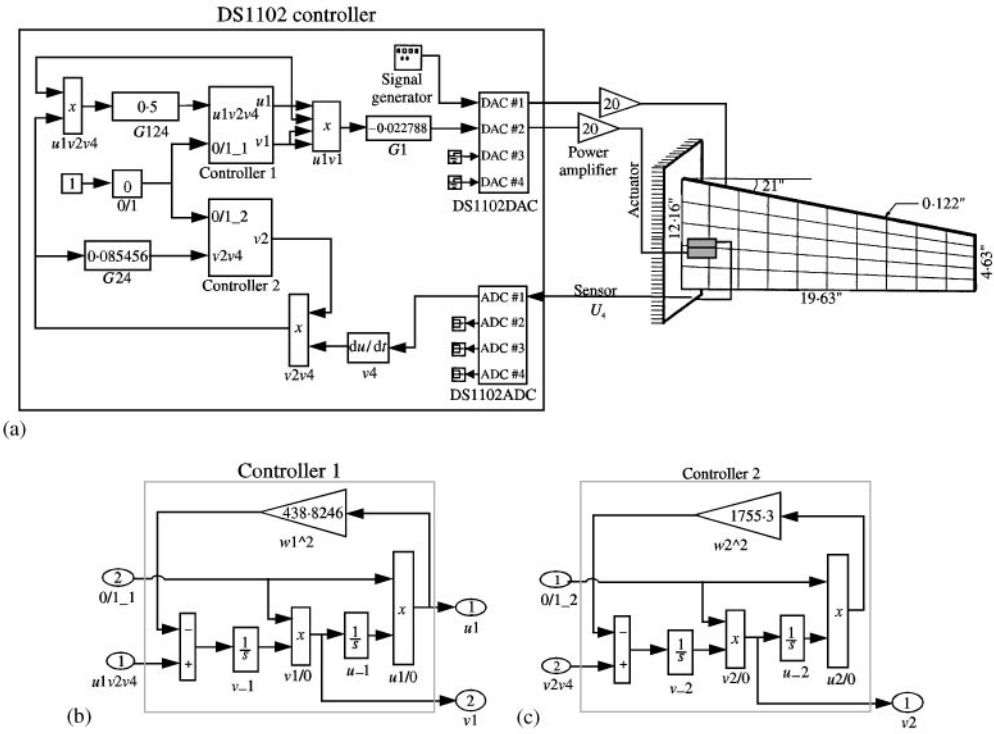 DS1102 controller
Signal
generator
x
u1v2v4
0·5
G124
u1v2v4
u1
0/1_1
v1
Controller 1
x
u1v1
-0·022788
G1
DAC #1
DAC #2
DAC #3
DAC #4
DS1102DAC
20
20
Power
amplifier
Actuator
12·16"
21"
0·122"
4·63"
19·63"
1
0
0/1
0/1_2
v2
v2v4
Controller 2
0·085456
G24
x
v2v4
du/dt
v4
ADC #1
ADC #2
ADC #3
ADC #4
DS1102ADC
Sensor
U4
(a)
Controller 1
438·8246
w1^2
2
0/1_1
1
u1v2v4
−
+
1/s
v_1
x
v1/0
1/s
u_1
x
u1/0
1
u1
2
v1
(b)
Controller 2
1755·3
w2^2
1
0/1_2
2
v2v4
−
+
1/s
v_2
x
v2/0
1/s
u_2
x
u2/0
1
v2
(c)